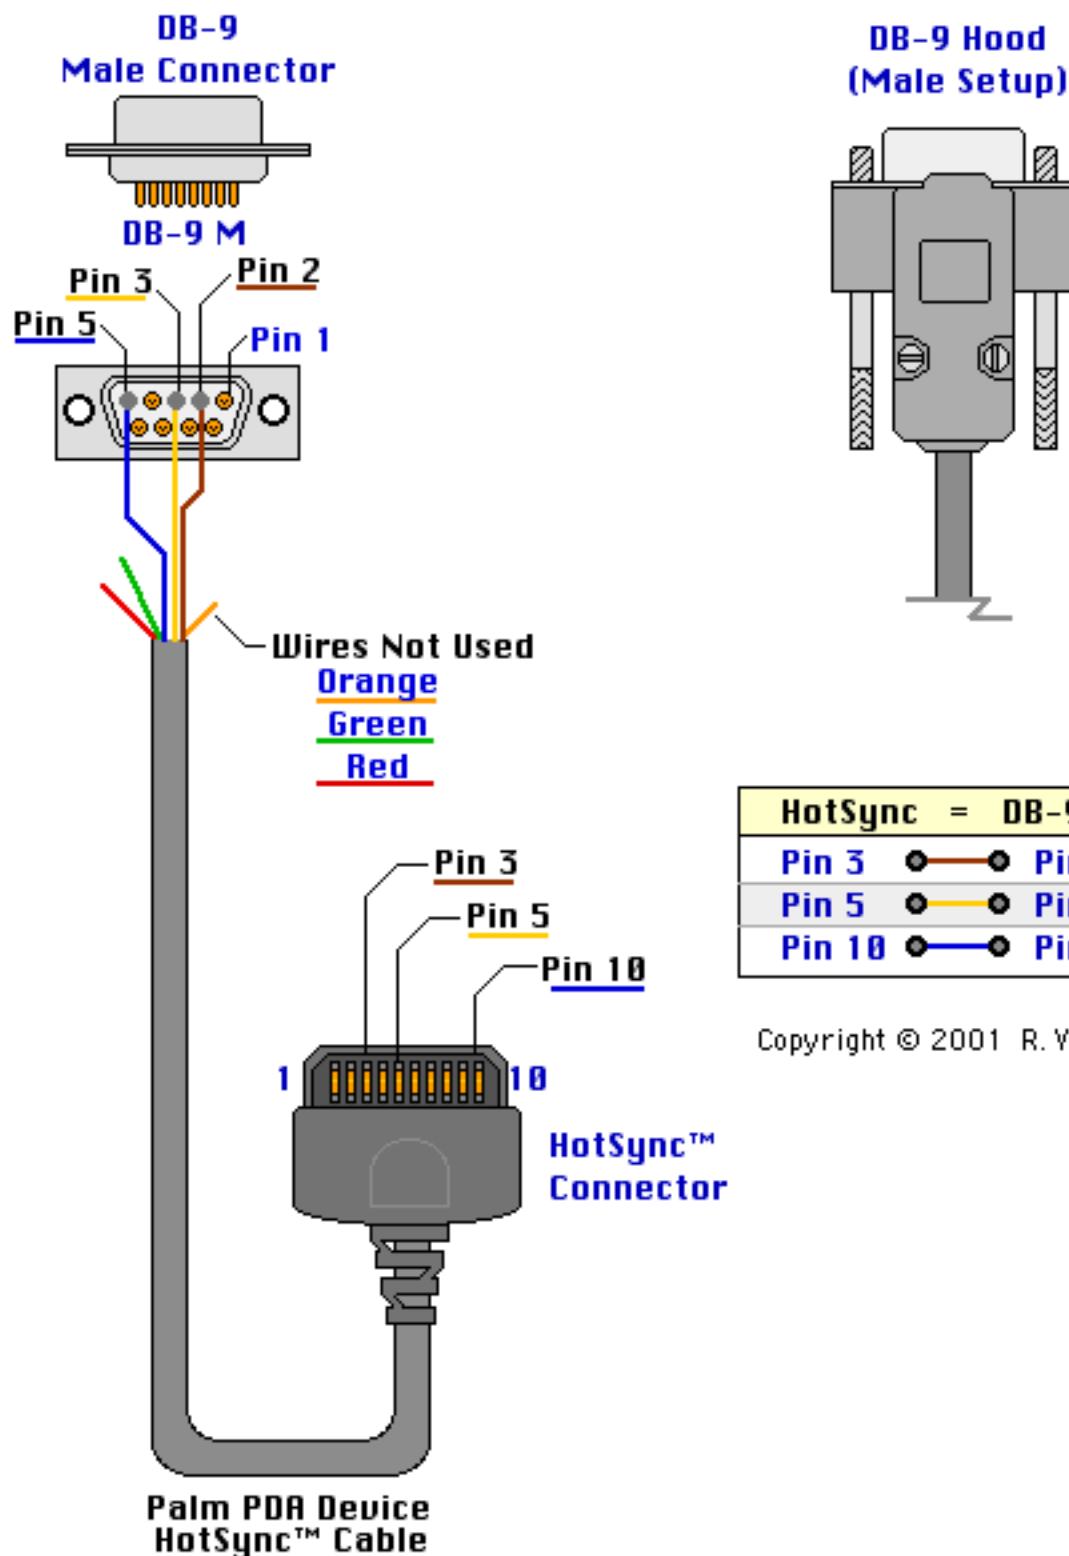 DB-9
Male Connector
DB-9 Hood
(Male Setup)
DB-9 M
Pin 3
Pin 2
Pin 5
Pin 1
Wires Not Used
Orange
Green
Red
HotSync = DB-9
Pin 3
Pin 5
Pin 10
Pin 3
Pin 5
Pin 10
Copyright © 2001 R.
1
10
HotSync™
Connector
Palm PDA Device
HotSync™ Cable